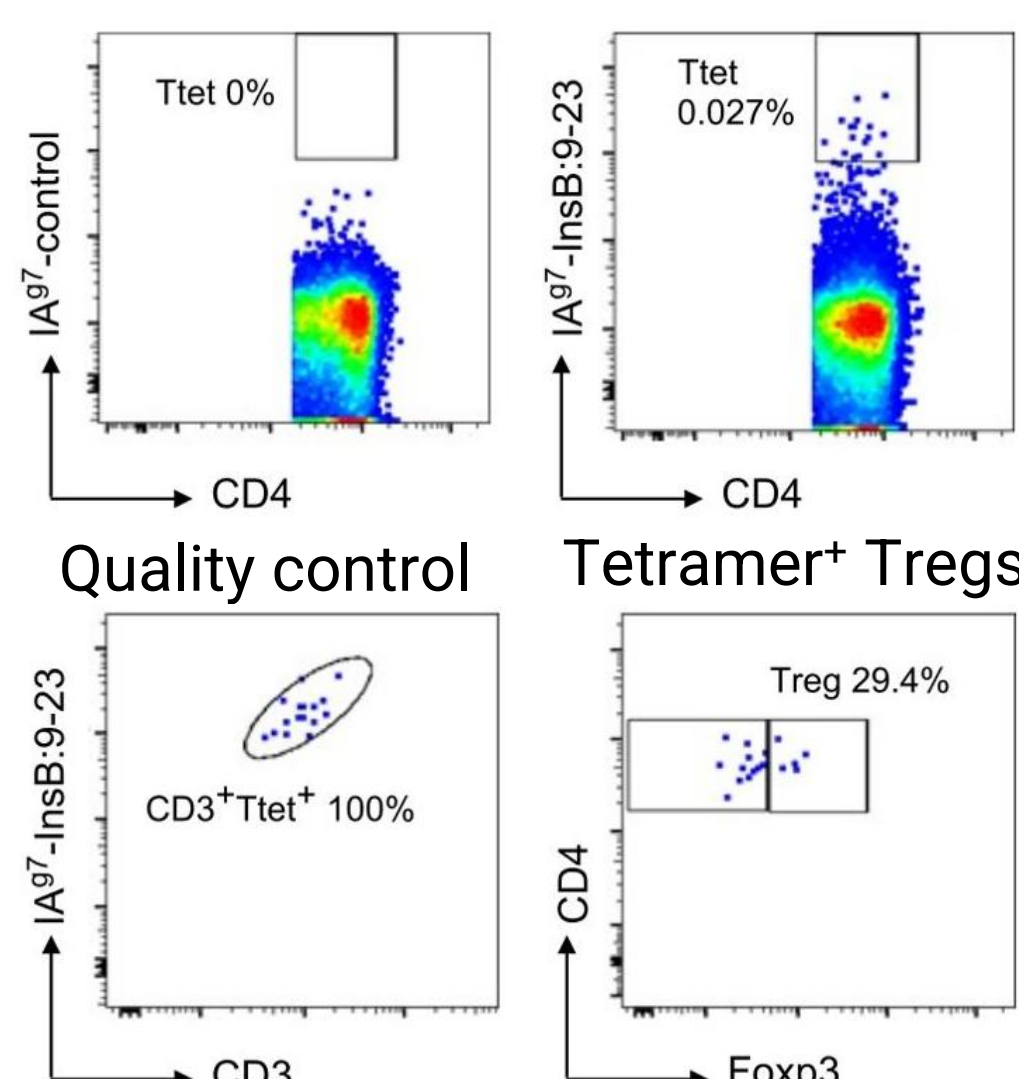 Ttet 0%
IAg7-control
CD4
Ttet
0.027%
IAg7-InsB:9-23
CD4
Quality control
Tetramer+ Tregs
IAg7-InsB:9-23
CD3+Ttet+ 100%
CD3
Treg 29.4%
CD4
Foxp3